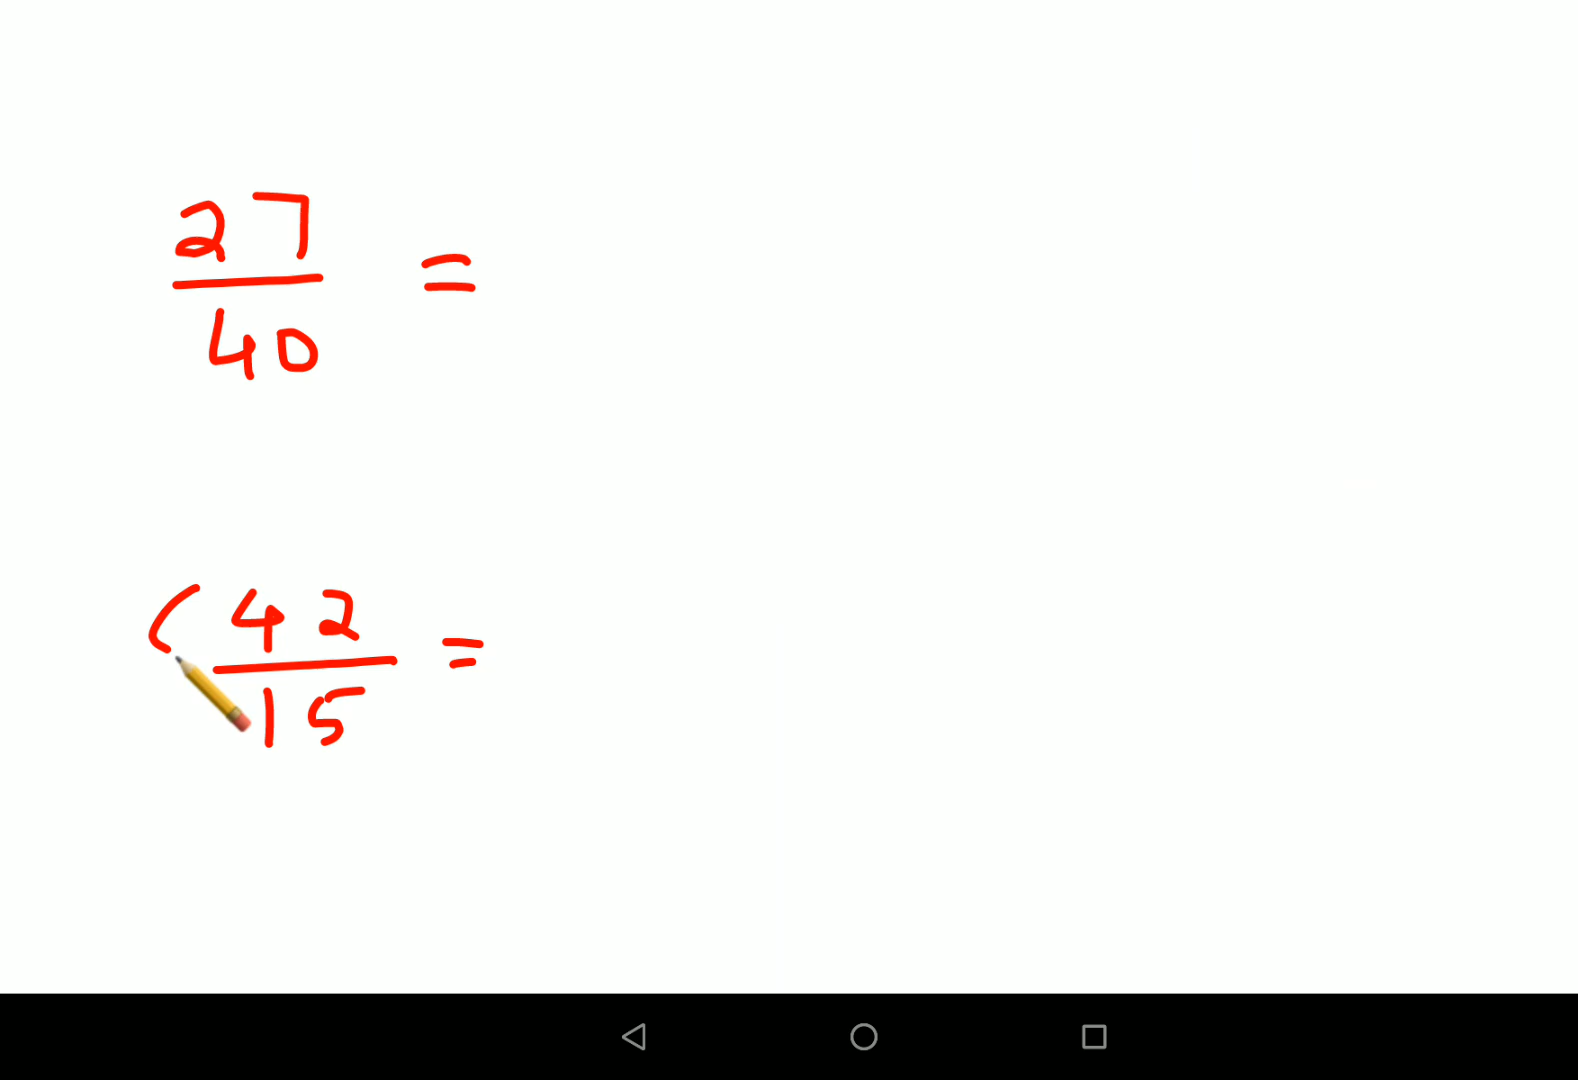 27/40 =
(42/15 =